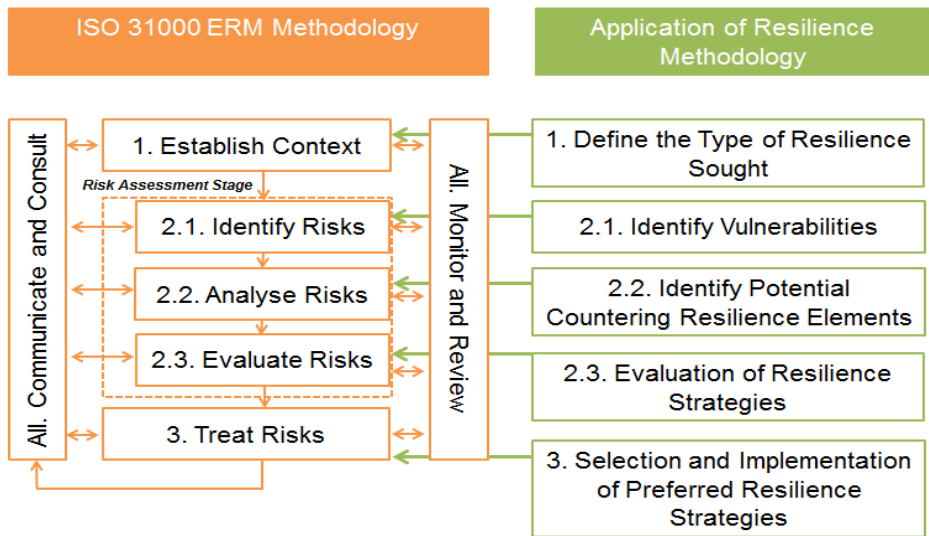 ISO 31000 ERM Methodology
Application of Resilience
Methodology
All. Communicate and Consult
1. Establish Context
Risk Assessment Stage
2.1. Identify Risks
2.2. Analyse Risks
2.3. Evaluate Risks
3. Treat Risks
All. Monitor and Review
1. Define the Type of Resilience
Sought
2.1. Identify Vulnerabilities
2.2. Identify Potential
Countering Resilience Elements
2.3. Evaluation of Resilience
Strategies
3. Selection and Implementation
of Preferred Resilience
Strategies